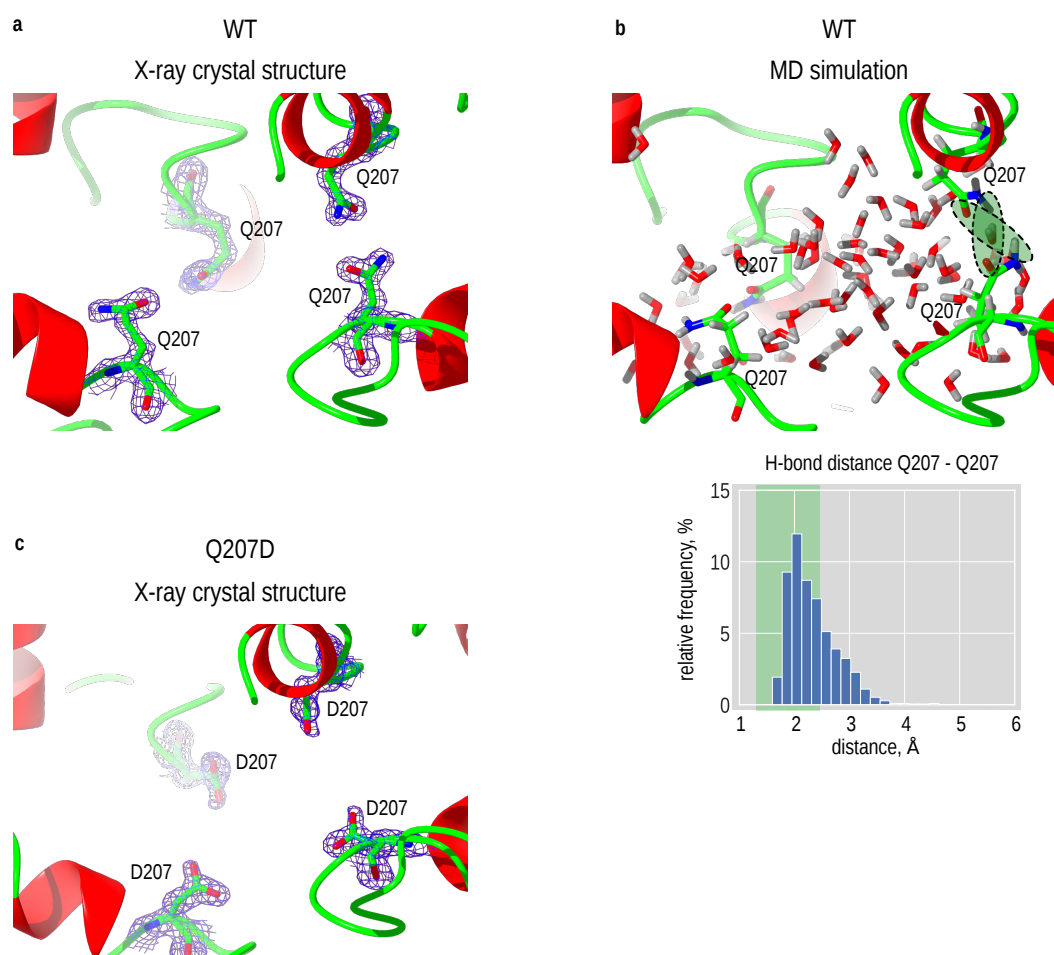 a
WT
X-ray crystal structure
Q207
Q207
Q207
Q207
b
WT
MD simulation
Q207
Q207
Q207
Q207
H-bond distance Q207 - Q207
relative frequency, %
15
10
5
0
1 2 3 4 5 6
distance, Å
c
Q207D
X-ray crystal structure
D207
D207
D207
D207